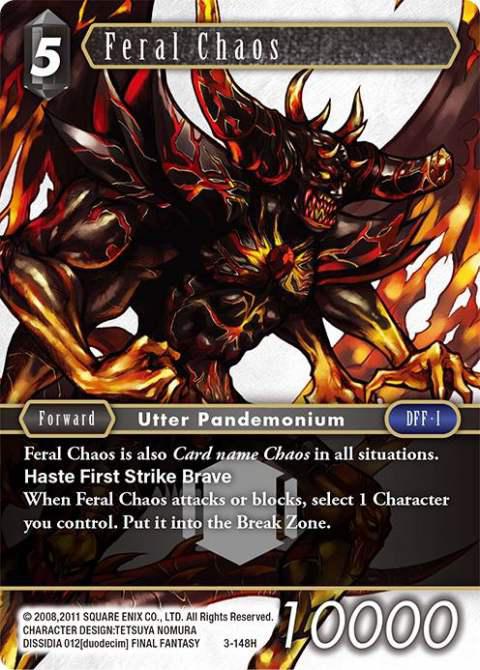 5
Feral Chaos
Forward
Utter Pandemonium
DFF·I
Feral Chaos is also Card name Chaos in all situations.
Haste First Strike Brave
When Feral Chaos attacks or blocks, select 1 Character
you control. Put it into the Break Zone.
© 2008,2011 SQUARE ENIX CO., LTD. All Rights Reserved.
CHARACTER DESIGN:TETSUYA NOMURA
DISSIDIA 012[duodecim] FINAL FANTASY
3-148H
10000